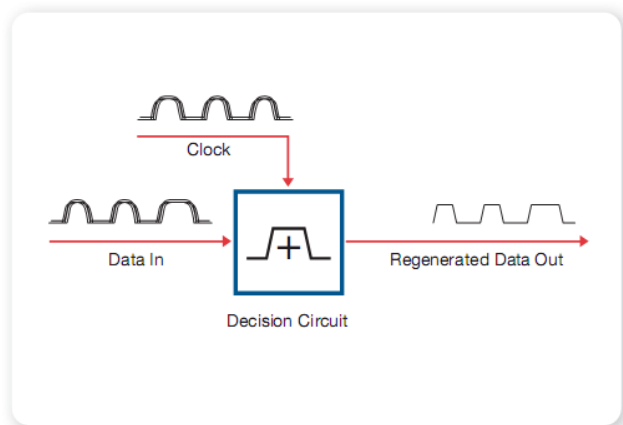 Clock
Data In
Regenerated Data Out
Decision Circuit